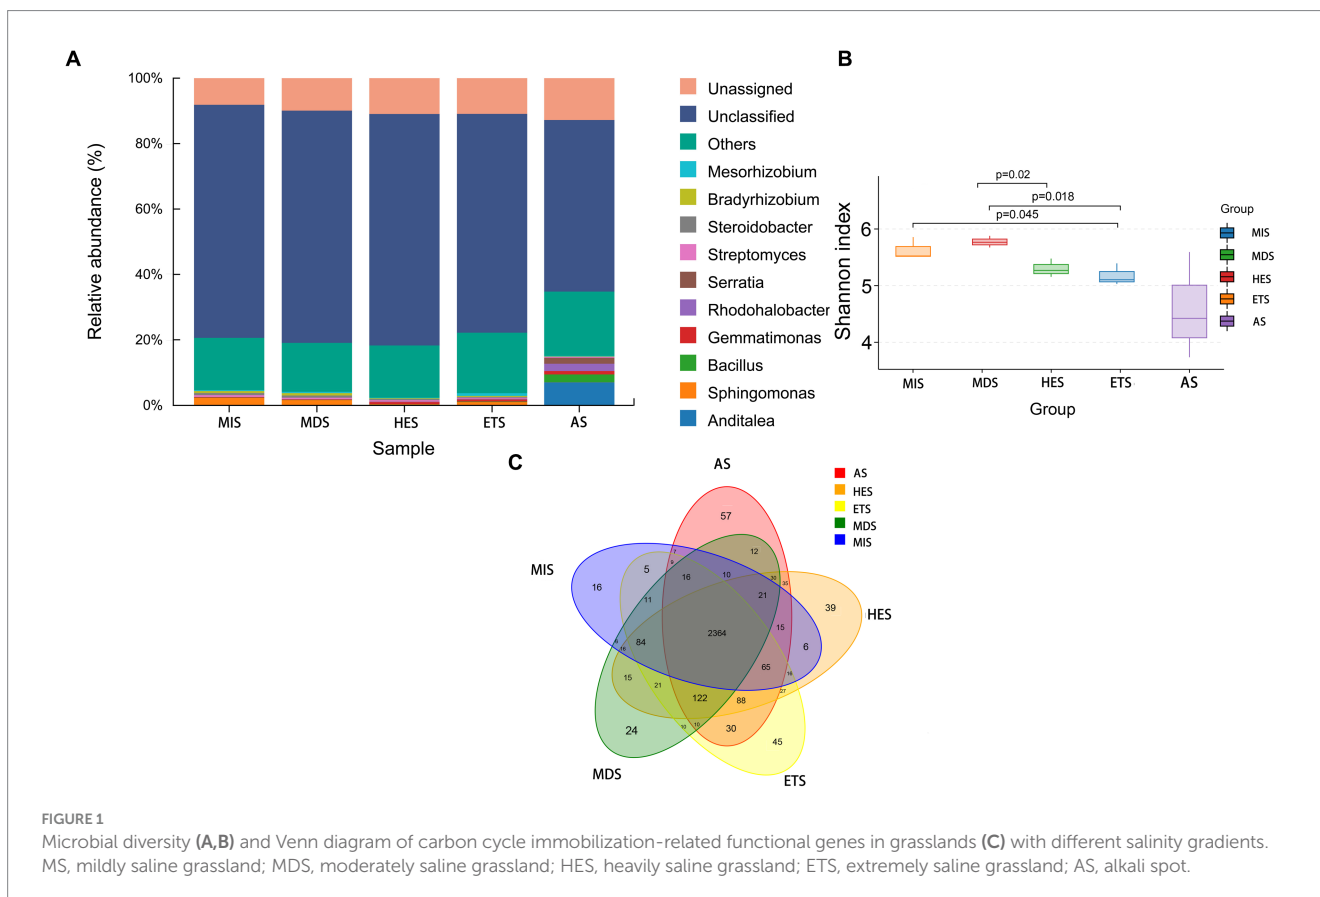 A
B
100%
80%
60%
40%
20%
0%
Relative abundance (%)
MIS
MDS
HES
ETS
AS
Sample
Unassigned
Unclassified
Others
Mesorhizobium
Bradyrhizobium
Steroidobacter
Streptomyces
Serratia
Rhodohalobacter
Gemmatimonas
Bacillus
Sphingomonas
Anditalea
p=0.02
p=0.018
p=0.045
Shannon index
6
5
4
MIS
MDS
HES
ETS
AS
Group
Group
MIS
MDS
HES
ETS
AS
C
AS
HES
ETS
MDS
MIS
AS
MIS
HES
MDS
ETS
57
12
7
5
16
16
10
21
39
11
2364
15
6
84
65
15
21
122
88
27
24
30
45
FIGURE 1
Microbial diversity (A,B) and Venn diagram of carbon cycle immobilization-related functional genes in grasslands (C) with different salinity gradients.
MS, mildly saline grassland; MDS, moderately saline grassland; HES, heavily saline grassland; ETS, extremely saline grassland; AS, alkali spot.